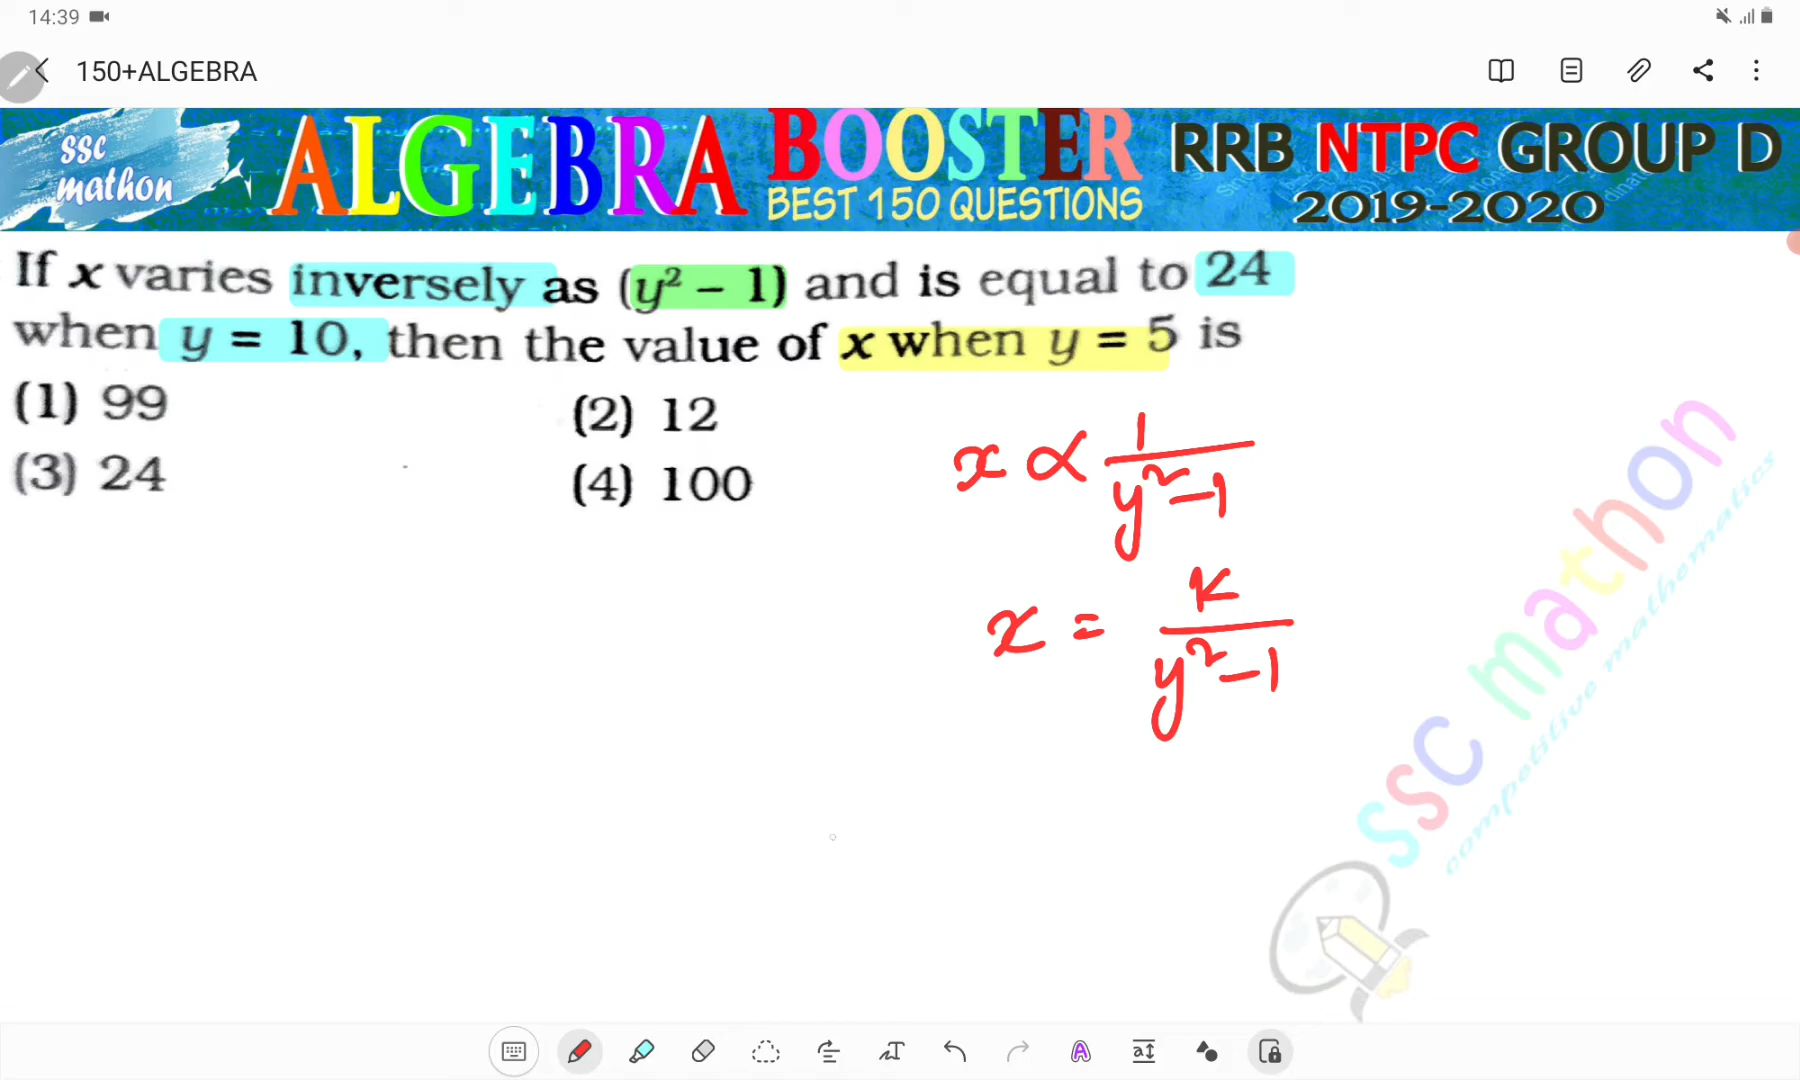 14:39
150+ALGEBRA
ssc mathon
ALGEBRA BOOSTER
BEST 150 QUESTIONS
RRB NTPC GROUP D
2019-2020
If x varies inversely as (y² – 1) and is equal to 24
when y = 10, then the value of x when y = 5 is
(1) 99 (2) 12
(3) 24 (4) 100
x ∝ 1/(y²-1)
x = k/(y²-1)
ssc mathon
competitive mathematics